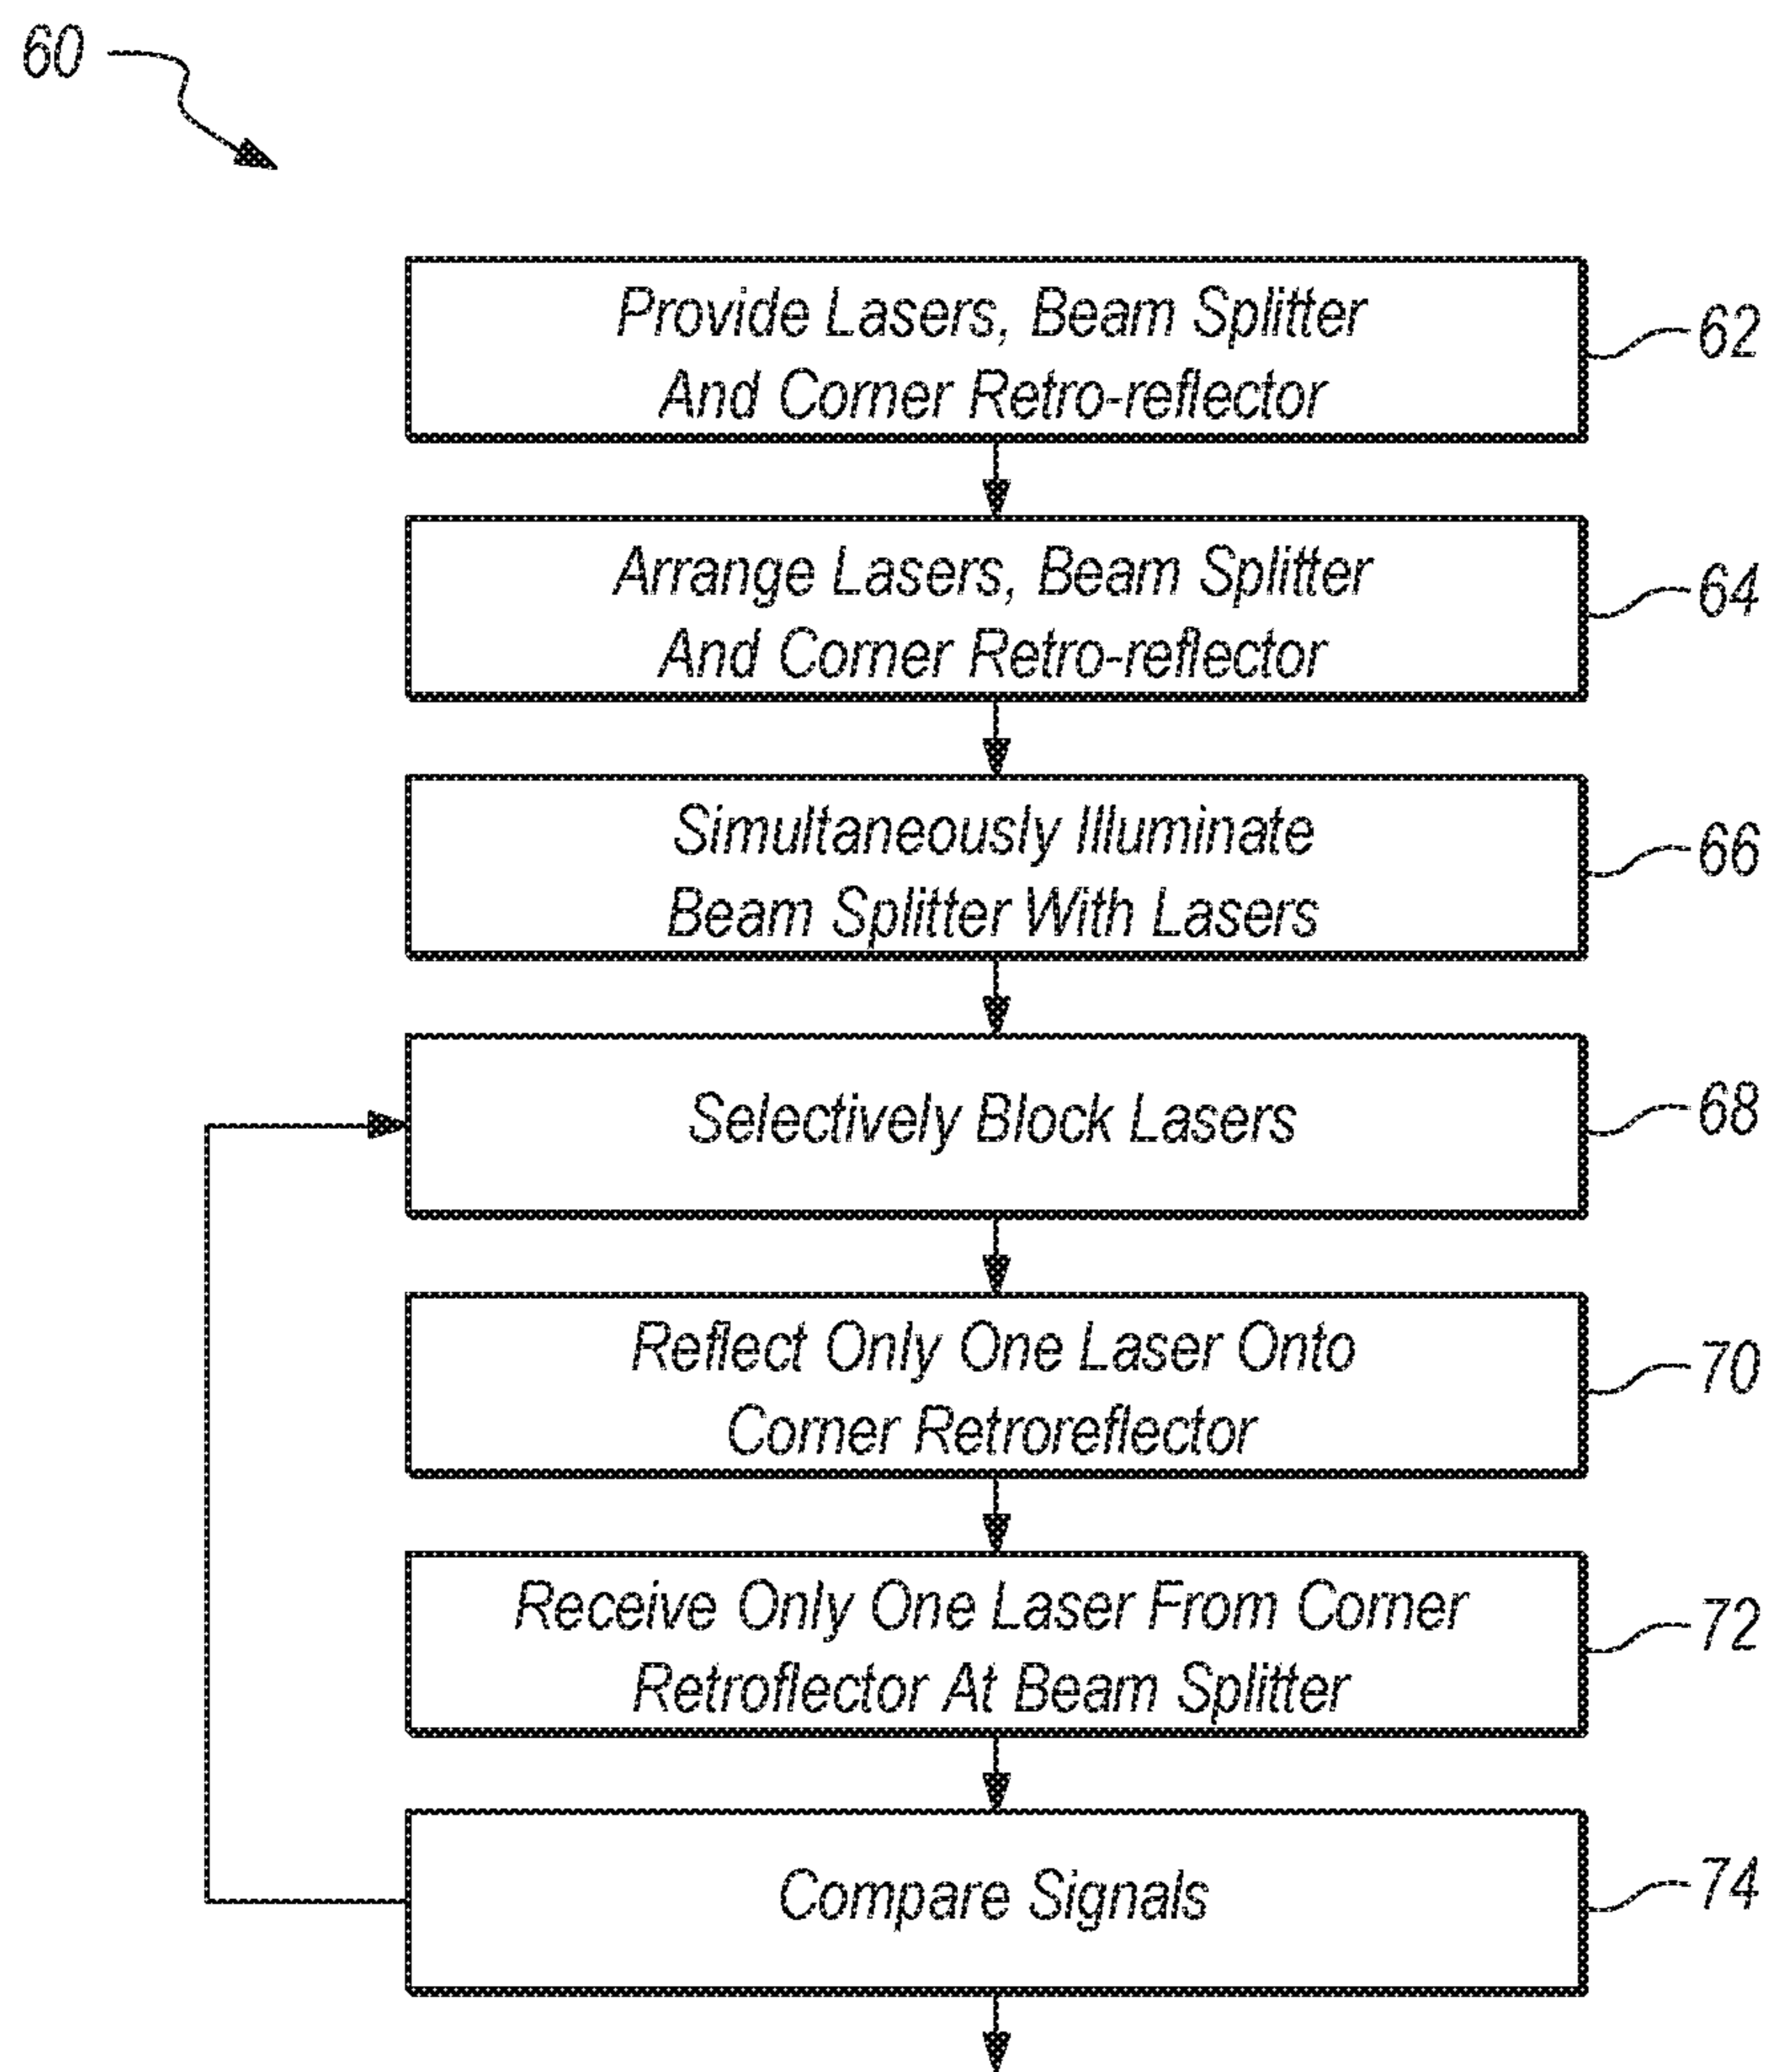 60
Provide Lasers, Beam Splitter
And Corner Retro-reflector
62
Arrange Lasers, Beam Splitter
And Corner Retro-reflector
64
Simultaneously Illuminate
Beam Splitter With Lasers
66
Selectively Block Lasers
68
Reflect Only One Laser Onto
Corner Retroreflector
70
Receive Only One Laser From Corner
Retroflector At Beam Splitter
72
Compare Signals
74